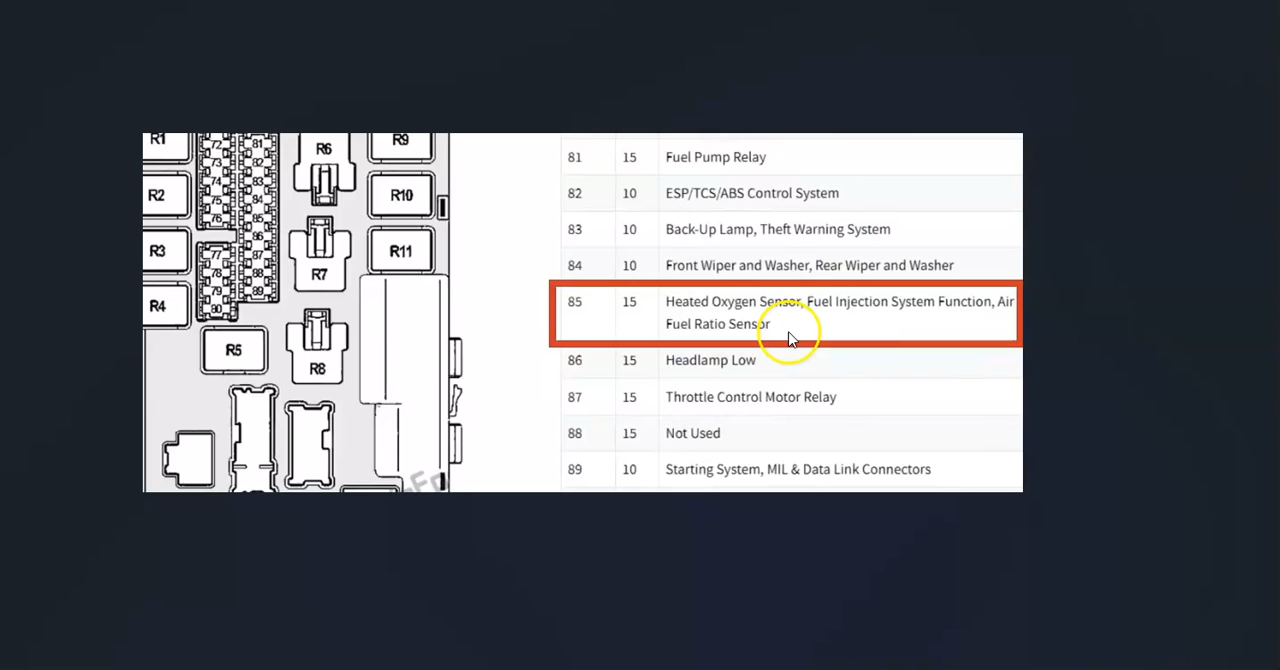 R1
R2
R3
R4
R5
72
73
74
75
76
77
78
79
80
81
82
83
84
85
86
87
88
89
R6
R7
R8
R9
R10
R11
81 15 Fuel Pump Relay
82 10 ESP/TCS/ABS Control System
83 10 Back-Up Lamp, Theft Warning System
84 10 Front Wiper and Washer, Rear Wiper and Washer
85 15 Heated Oxygen Sensor, Fuel Injection System Function, Air
Fuel Ratio Sensor
86 15 Headlamp Low
87 15 Throttle Control Motor Relay
88 15 Not Used
89 10 Starting System, MIL & Data Link Connectors